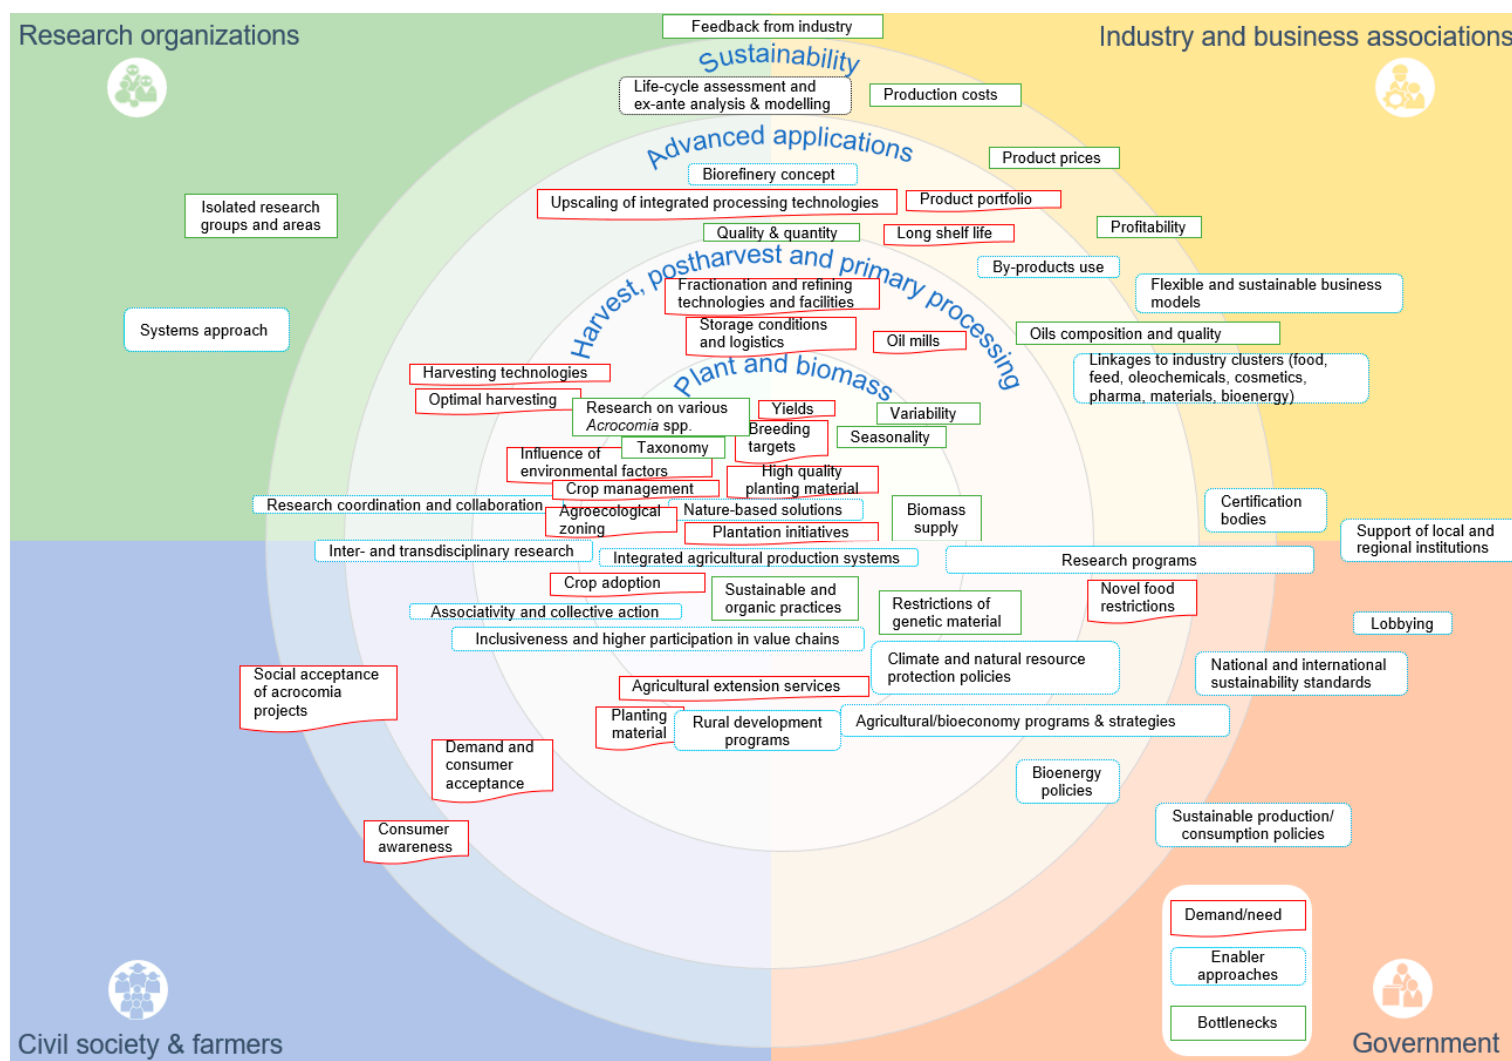 Research organizations
Feedback from industry
Industry and business associations
Sustainability
Life-cycle assessment and
ex-ante analysis & modelling
Production costs
Advanced applications
Product prices
Biorefinery concept
Upscaling of integrated processing technologies
Product portfolio
Isolated research
groups and areas
Quality & quantity
Long shelf life
Profitability
Harvest, postharvest and primary processing
By-products use
Fractionation and refining
technologies and facilities
Flexible and sustainable business
models
Systems approach
Storage conditions
and logistics
Oil mills
Oils composition and quality
Plant and biomass
Linkages to industry clusters (food,
feed, oleochemicals, cosmetics,
pharma, materials, bioenergy)
Harvesting technologies
Optimal harvesting
Research on various
Acrocomia spp.
Yields
Variability
Breeding
targets
Seasonality
Taxonomy
Influence of
environmental factors
High quality
planting material
Crop management
Research coordination and collaboration
Agroecological
zoning
Nature-based solutions
Biomass
supply
Certification
bodies
Plantation initiatives
Support of local and
regional institutions
Inter- and transdisciplinary research
Integrated agricultural production systems
Research programs
Crop adoption
Sustainable and
organic practices
Restrictions of
genetic material
Novel food
restrictions
Associativity and collective action
Lobbying
Inclusiveness and higher participation in value chains
Climate and natural resource
protection policies
National and international
sustainability standards
Social acceptance
of acrocomia
projects
Agricultural extension services
Planting
material
Rural development
programs
Agricultural/bioeconomy programs & strategies
Demand and
consumer
acceptance
Bioenergy
policies
Consumer
awareness
Sustainable production/
consumption policies
Demand/need
Enabler
approaches
Bottlenecks
Civil society & farmers
Government